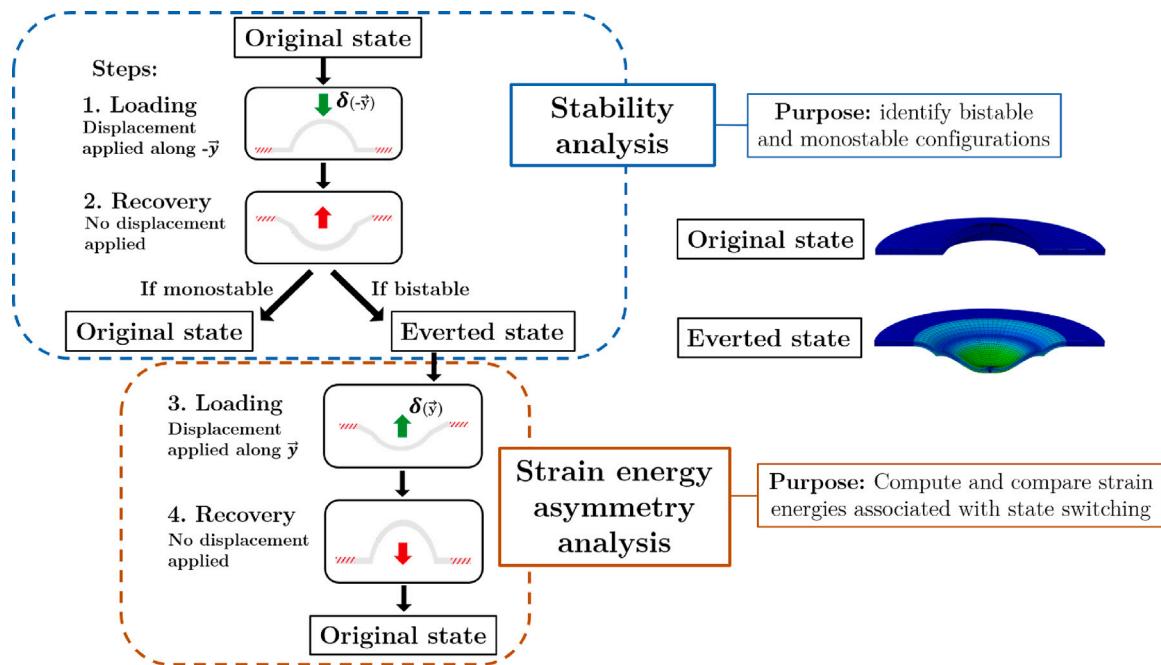 Original state
Steps:
1. Loading
Displacement
applied along -y⃗
δ(-y⃗)
2. Recovery
No displacement
applied
If monostable
If bistable
Original state
Everted state
Stability
analysis
Purpose: identify bistable
and monostable configurations
Original state
Everted state
3. Loading
Displacement
applied along y⃗
δ(y⃗)
4. Recovery
No displacement
applied
Original state
Strain energy
asymmetry
analysis
Purpose: Compute and compare strain
energies associated with state switching